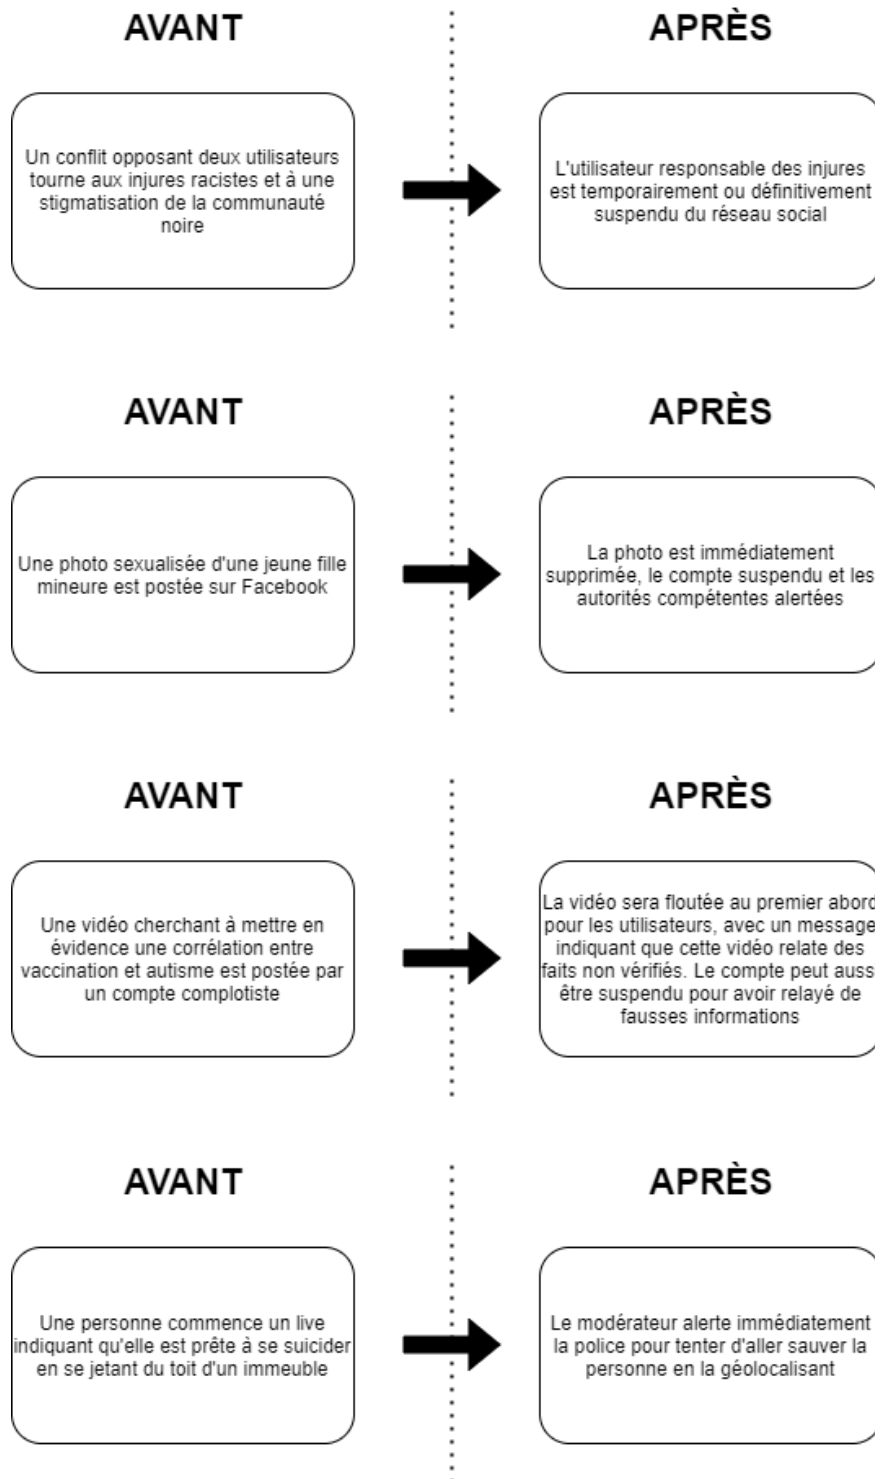 AVANT
APRÈS
Un conflit opposant deux utilisateurs
tourne aux injures racistes et à une
stigmatisation de la communauté
noire
L'utilisateur responsable des injures
est temporairement ou définitivement
suspendu du réseau social
AVANT
APRÈS
Une photo sexualisée d'une jeune fille
mineure est postée sur Facebook
La photo est immédiatement
supprimée, le compte suspendu et les
autorités compétentes alertées
AVANT
APRÈS
Une vidéo cherchant à mettre en
évidence une corrélation entre
vaccination et autisme est postée par
un compte complotiste
La vidéo sera floutée au premier abord
pour les utilisateurs, avec un message
indiquant que cette vidéo relate des
faits non vérifiés. Le compte peut auss
être suspendu pour avoir relayé de
fausses informations
AVANT
APRÈS
Une personne commence un live
indiquant qu'elle est prête à se suicider
en se jetant du toit d'un immeuble
Le modérateur alerte immédiatement
la police pour tenter d'aller sauver la
personne en la géolocalisant